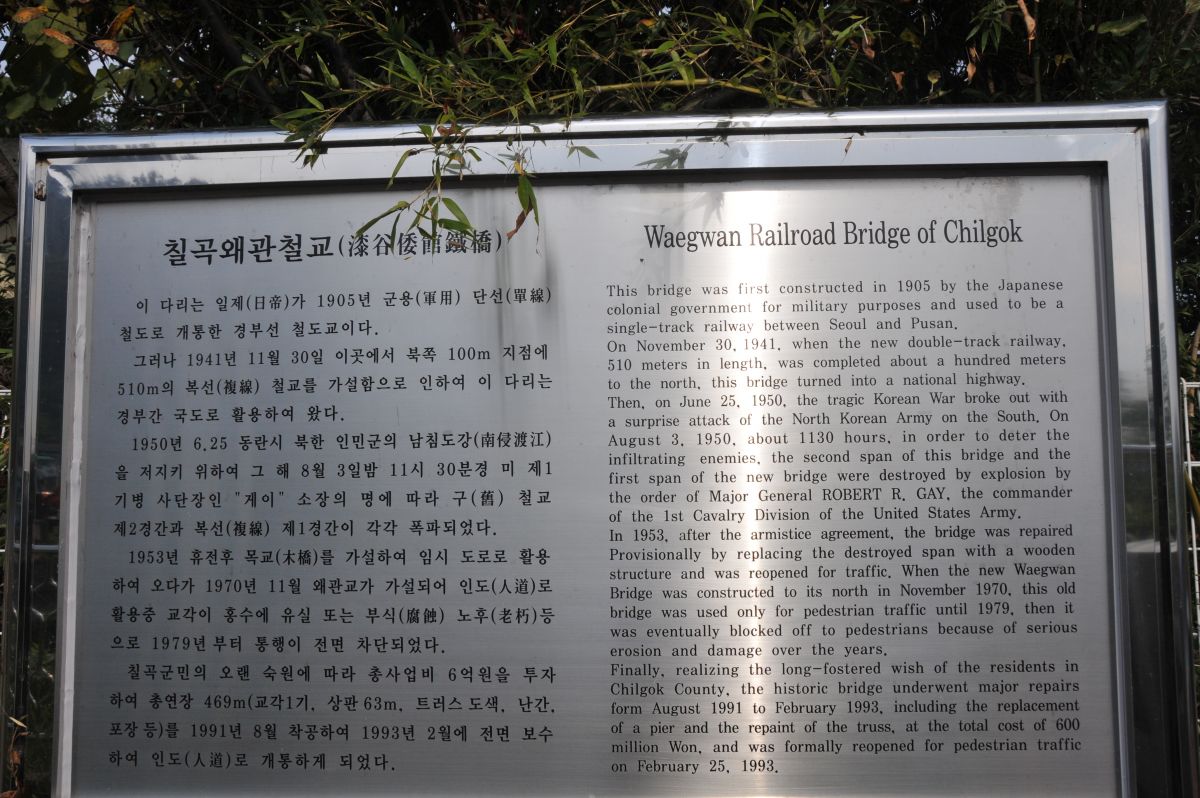 칠곡왜관철교(漆谷倭館鐵橋)
이 다리는 일제(日帝)가 1905년 군용(軍用) 단선(單線)
철도로 개통한 경부선 철도교이다.
그러나 1941년 11월 30일 이곳에서 북쪽 100m 지점에
510m의 복선(複線) 철교를 가설함으로 인하여 이 다리는
경부간 국도로 활용하여 왔다.
1950년 6.25 동란시 북한 인민군의 남침도강(南侵渡江)
을 저지키 위하여 그 해 8월 3일밤 11시 30분경 미 제1
기병 사단장인 "게이" 소장의 명에 따라 구(舊) 철교
제2경간과 복선(複線) 제1경간이 각각 폭파되었다.
1953년 휴전후 목교(木橋)를 가설하여 임시 도로로 활용
하여 오다가 1970년 11월 왜관교가 가설되어 인도(人道)로
활용중 교각이 홍수에 유실 또는 부식(腐蝕) 노후(老朽)등
으로 1979년부터 통행이 전면 차단되었다.
칠곡군민의 오랜 숙원에 따라 총사업비 6억원을 투자
하여 총연장 469m(교각1기, 상판63m, 트러스도색, 난간,
포장등)를 1991년 8월 착공하여 1993년 2월에 전면 보수
하여 인도(人道)로 개통하게 되었다.
Waegwan Railroad Bridge of Chilgok
This bridge was first constructed in 1905 by the Japanese
colonial government for military purposes and used to be a
single-track railway between Seoul and Pusan.
On November 30, 1941, when the new double-track railway,
510 meters in length, was completed about a hundred meters
to the north, this bridge turned into a national highway.
Then, on June 25, 1950, the tragic Korean War broke out with
a surprise attack of the North Korean Army on the South. On
August 3, 1950, about 1130 hours, in order to deter the
infiltrating enemies, the second span of this bridge and the
first span of the new bridge were destroyed by explosion by
the order of Major General ROBERT R. GAY, the commander
of the 1st Cavalry Division of the United States Army.
In 1953, after the armistice agreement, the bridge was repaired
Provisionally by replacing the destroyed span with a wooden
structure and was reopened for traffic. When the new Waegwan
Bridge was constructed to its north in November 1970, this old
bridge was used only for pedestrian traffic until 1979, then it
was eventually blocked off to pedestrians because of serious
erosion and damage over the years.
Finally, realizing the long-fostered wish of the residents in
Chilgok County, the historic bridge underwent major repairs
form August 1991 to February 1993, including the replacement
of a pier and the repaint of the truss, at the total cost of 600
million Won, and was formally reopened for pedestrian traffic
on February 25, 1993.